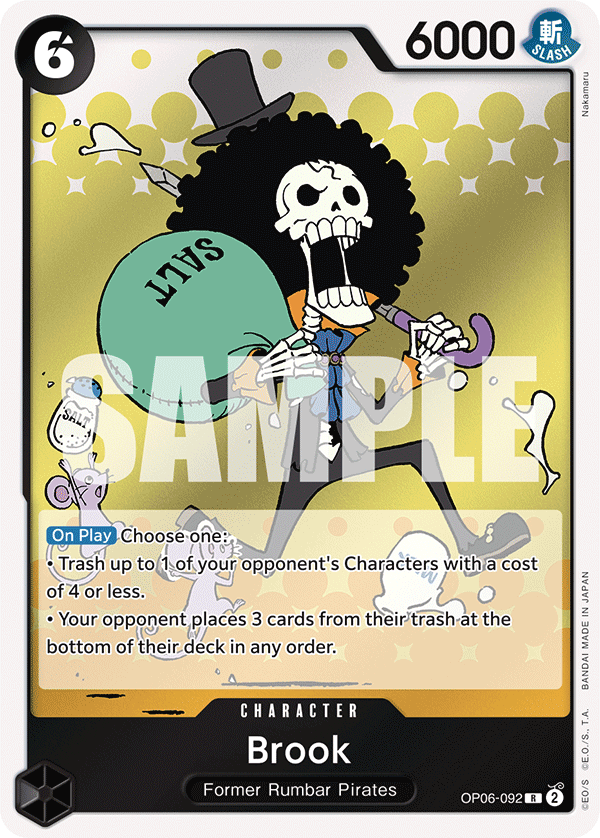 6
6000
斬
SLASH
Nakamaru
SALT
SAMPLE
SALT
MILK
On Play Choose one:
• Trash up to 1 of your opponent's Characters with a cost
of 4 or less.
• Your opponent places 3 cards from their trash at the
bottom of their deck in any order.
CHARACTER
Brook
Former Rumbar Pirates
OP06-092 R 2
©E.O/S ©E.O./S., T.A. BANDAI MADE IN JAPAN